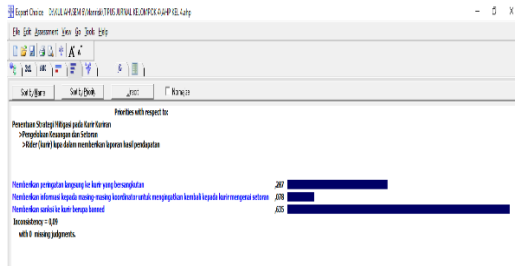 Expert Choice
File Edit Assessment View Go Tools Help
Sort by Name Sort by Priority Unsort Normalize
Priorities with respect to:
Penentuan Strategi Mitigasi pada Kurir Kuriran
>Pengelolaan Keuangan dan Setoran
>Rider (kurir) lupa dalam memberikan laporan hasil pendapatan
Memberikan peringatan langsung ke kurir yang bersangkutan ,287
Memberikan informasi kepada masing-masing koordinator untuk mengingatkan kembali kepada kurir mengenai setoran ,078
Memberikan sanksi ke kurir berupa banned ,635
Inconsistency = 0,09
with 0 missing judgments.